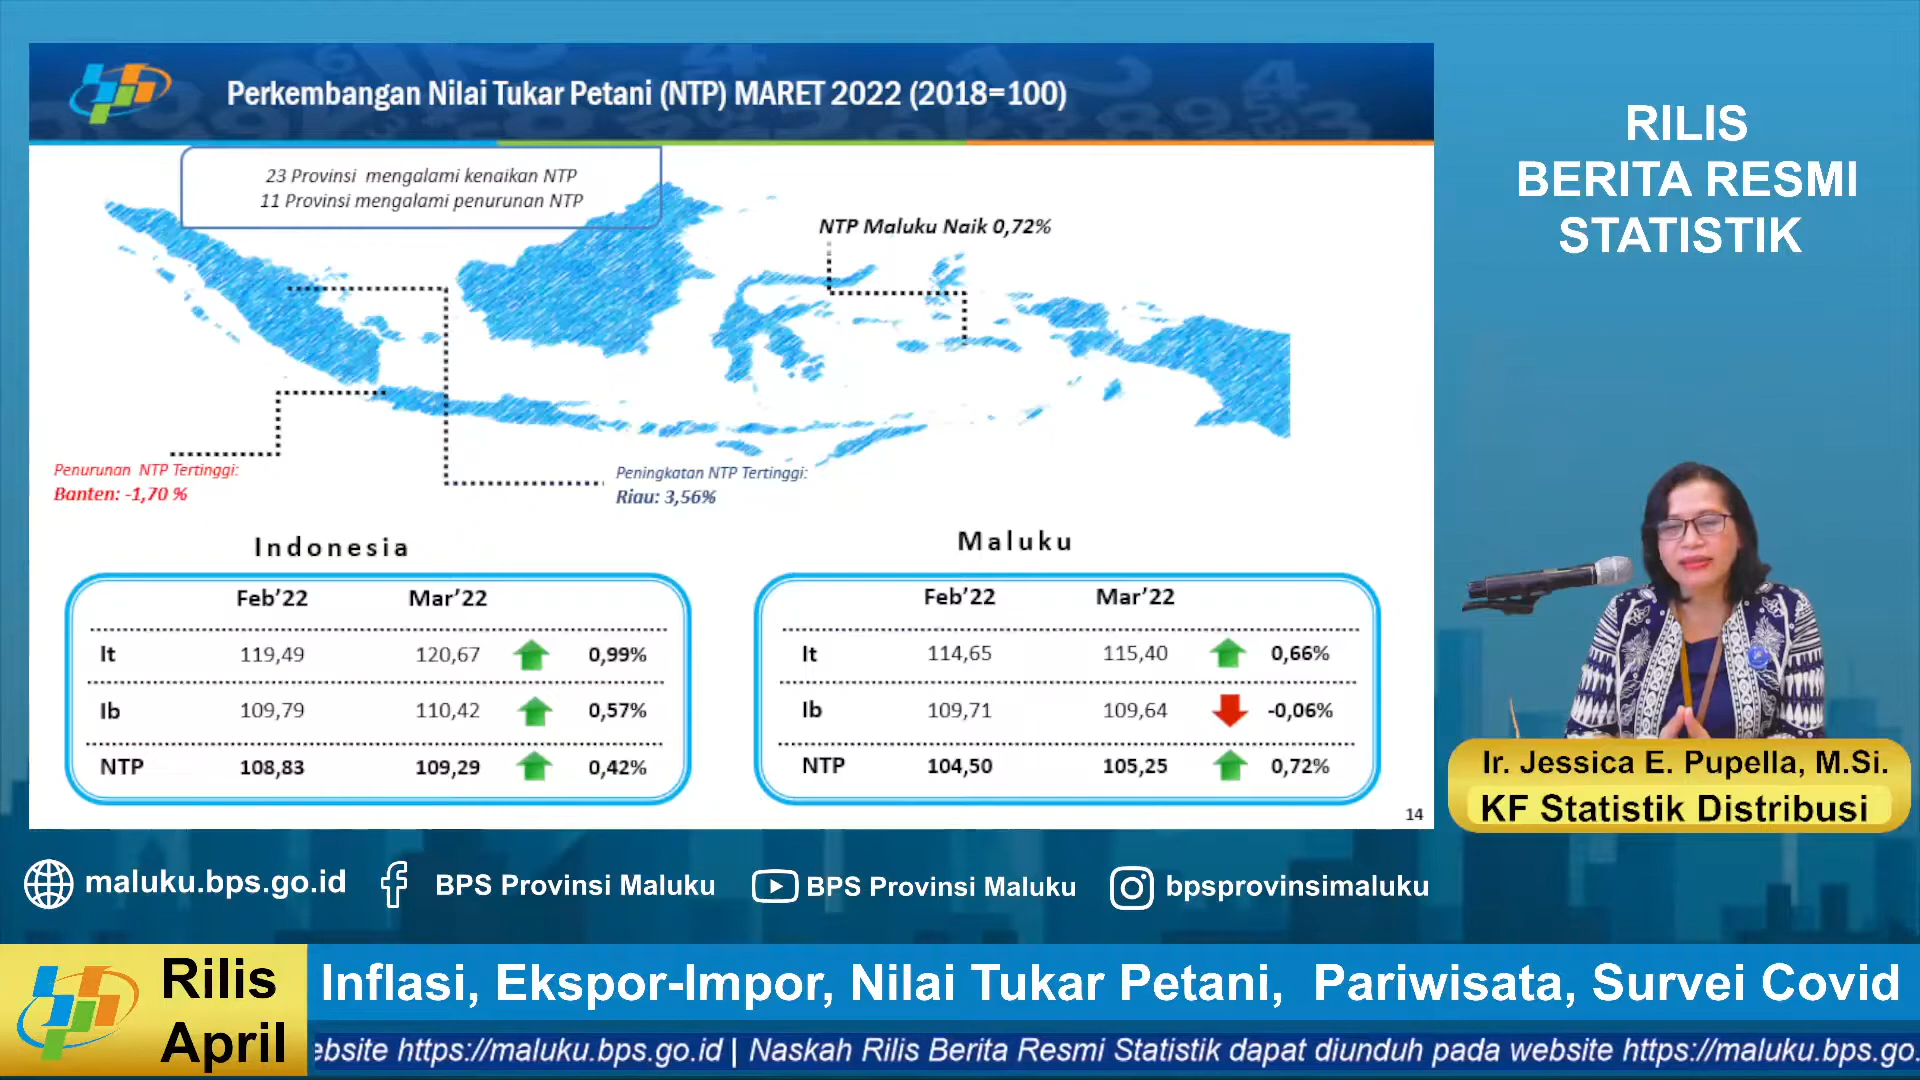 Perkembangan Nilai Tukar Petani (NTP) MARET 2022 (2018=100)
23 Provinsi mengalami kenaikan NTP
11 Provinsi mengalami penurunan NTP
NTP Maluku Naik 0,72%
Penurunan NTP Tertinggi:
Banten: -1,70 %
Peningkatan NTP Tertinggi:
Riau: 3,56%
Indonesia
Feb’22 Mar’22
It 119,49 120,67 0,99%
Ib 109,79 110,42 0,57%
NTP 108,83 109,29 0,42%
Maluku
Feb’22 Mar’22
It 114,65 115,40 0,66%
Ib 109,71 109,64 -0,06%
NTP 104,50 105,25 0,72%
14
RILIS
BERITA RESMI
STATISTIK
Ir. Jessica E. Pupella, M.Si.
KF Statistik Distribusi
maluku.bps.go.id BPS Provinsi Maluku BPS Provinsi Maluku bpsprovinsimaluku
Rilis
April
Inflasi, Ekspor-Impor, Nilai Tukar Petani, Pariwisata, Survei Covid
ebsite https://maluku.bps.go.id | Naskah Rilis Berita Resmi Statistik dapat diunduh pada website https://maluku.bps.go.